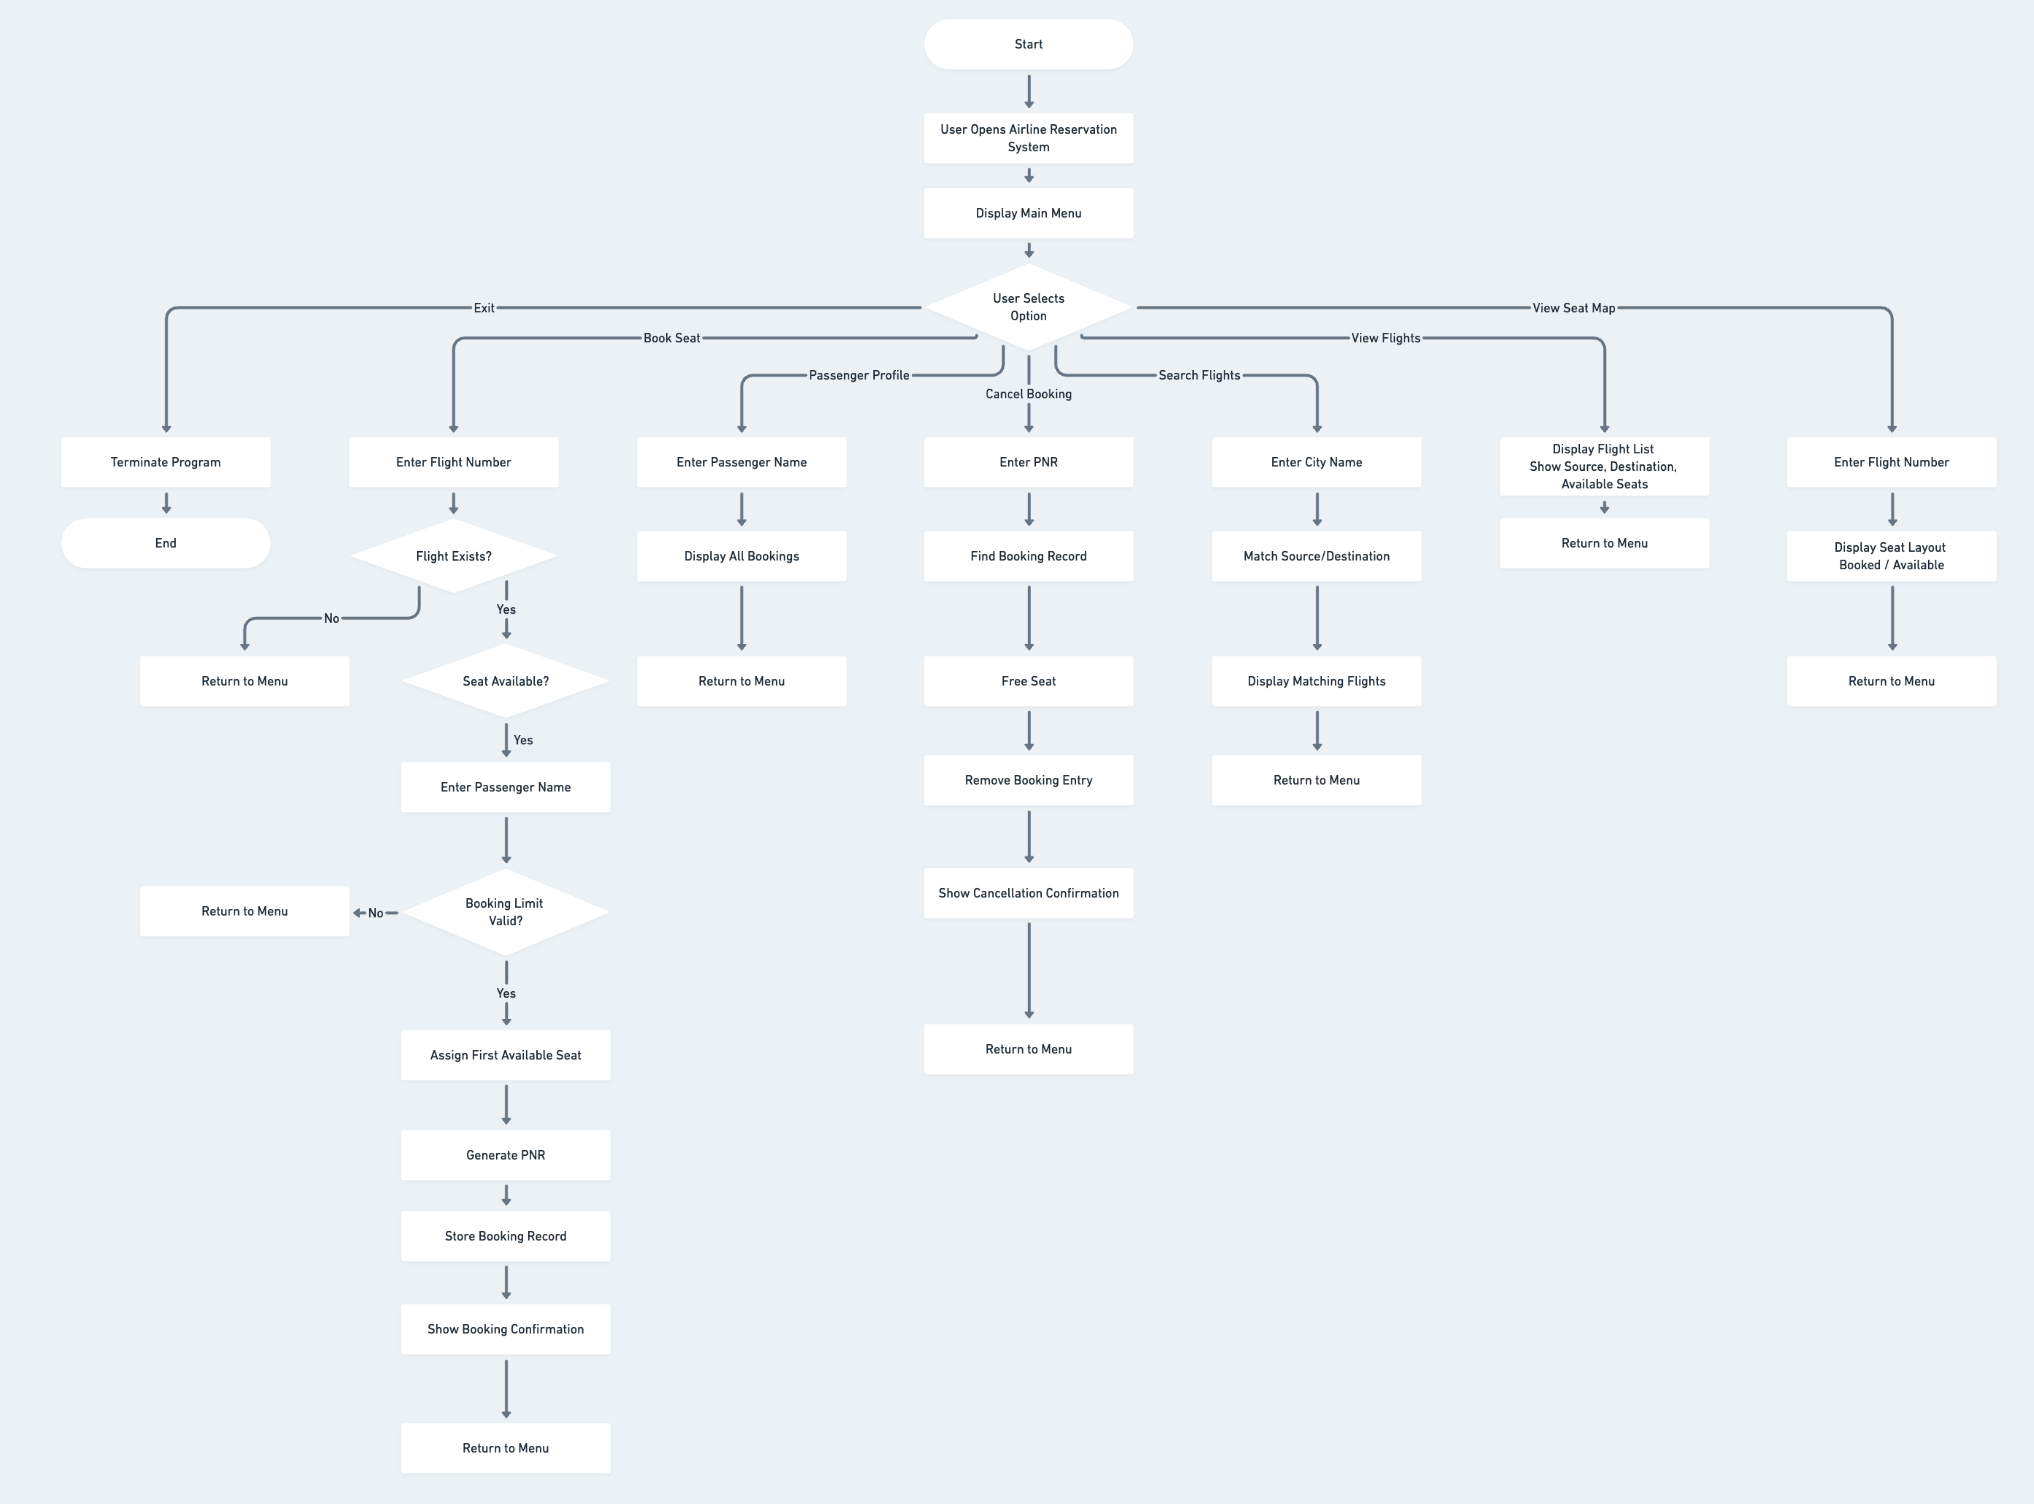 Start
User Opens Airline Reservation
System
Display Main Menu
User Selects
Option
Exit
View Seat Map
Book Seat
View Flights
Passenger Profile
Search Flights
Cancel Booking
Terminate Program
Enter Flight Number
Enter Passenger Name
Enter PNR
Enter City Name
Display Flight List
Show Source, Destination,
Available Seats
Enter Flight Number
End
Flight Exists?
Display All Bookings
Find Booking Record
Match Source/Destination
Return to Menu
Display Seat Layout
Booked / Available
No
Yes
Return to Menu
Seat Available?
Return to Menu
Free Seat
Display Matching Flights
Return to Menu
Yes
Enter Passenger Name
Remove Booking Entry
Return to Menu
Return to Menu
No
Booking Limit
Valid?
Show Cancellation Confirmation
Yes
Assign First Available Seat
Return to Menu
Generate PNR
Store Booking Record
Show Booking Confirmation
Return to Menu